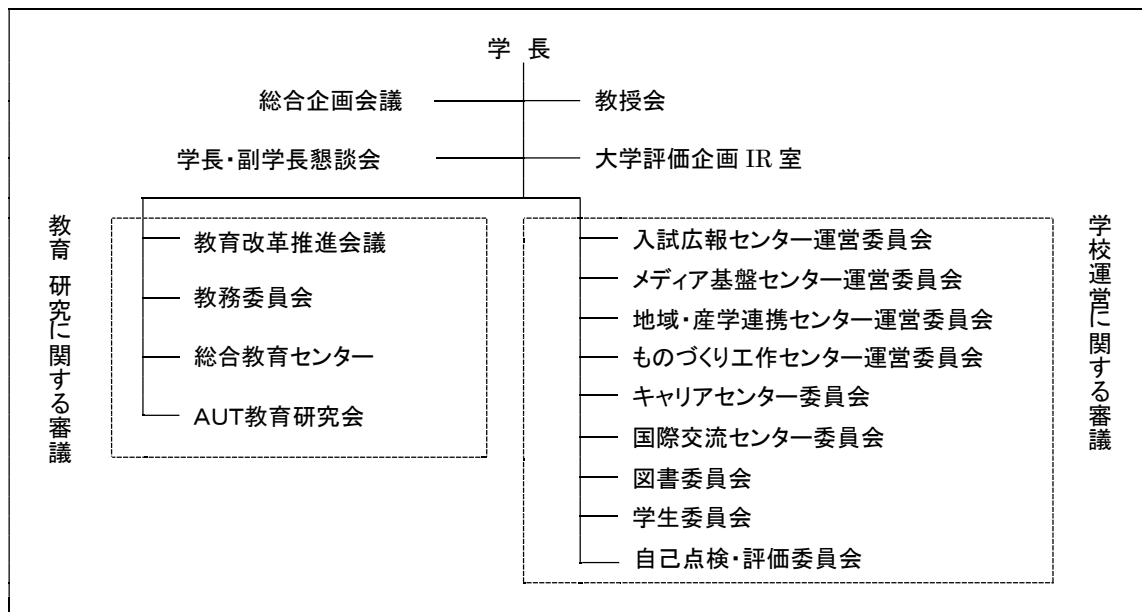 学 長
総合企画会議
教授会
学長・副学長懇談会
大学評価企画 IR 室
教育 研究に関する審議
教育改革推進会議
教務委員会
総合教育センター
AUT教育研究会
入試広報センター運営委員会
メディア基盤センター運営委員会
地域・産学連携センター運営委員会
ものづくり工作センター運営委員会
キャリアセンター委員会
国際交流センター委員会
図書委員会
学生委員会
自己点検・評価委員会
学校運営に関する審議